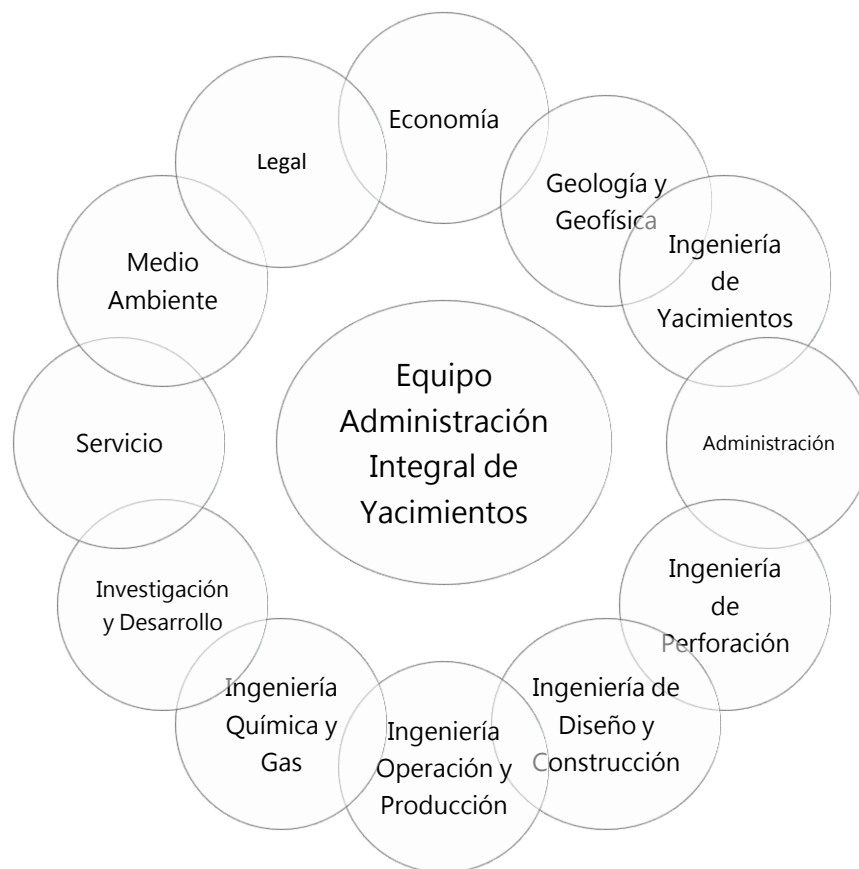 Economía
Geología y
Geofísica
Ingeniería
de
Yacimientos
Administración
Ingeniería
de
Perforación
Ingeniería de
Diseño y
Construcción
Ingeniería
Operación y
Producción
Ingeniería
Química y
Gas
Investigación
y Desarrollo
Servicio
Medio
Ambiente
Legal
Equipo
Administración
Integral de
Yacimientos